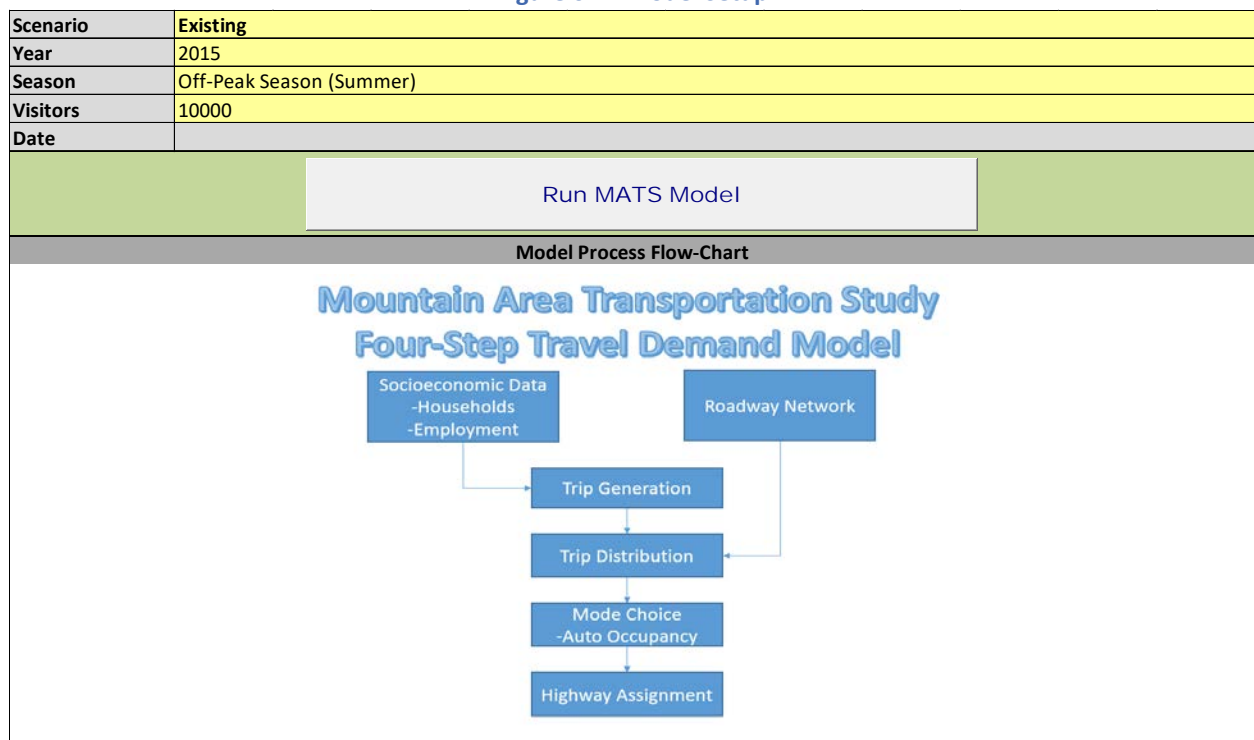 Scenario Existing
Year 2015
Season Off-Peak Season (Summer)
Visitors 10000
Date
Run MATS Model
Model Process Flow-Chart
Mountain Area Transportation Study
Four-Step Travel Demand Model
Socioeconomic Data
-Households
-Employment
Roadway Network
Trip Generation
Trip Distribution
Mode Choice
-Auto Occupancy
Highway Assignment